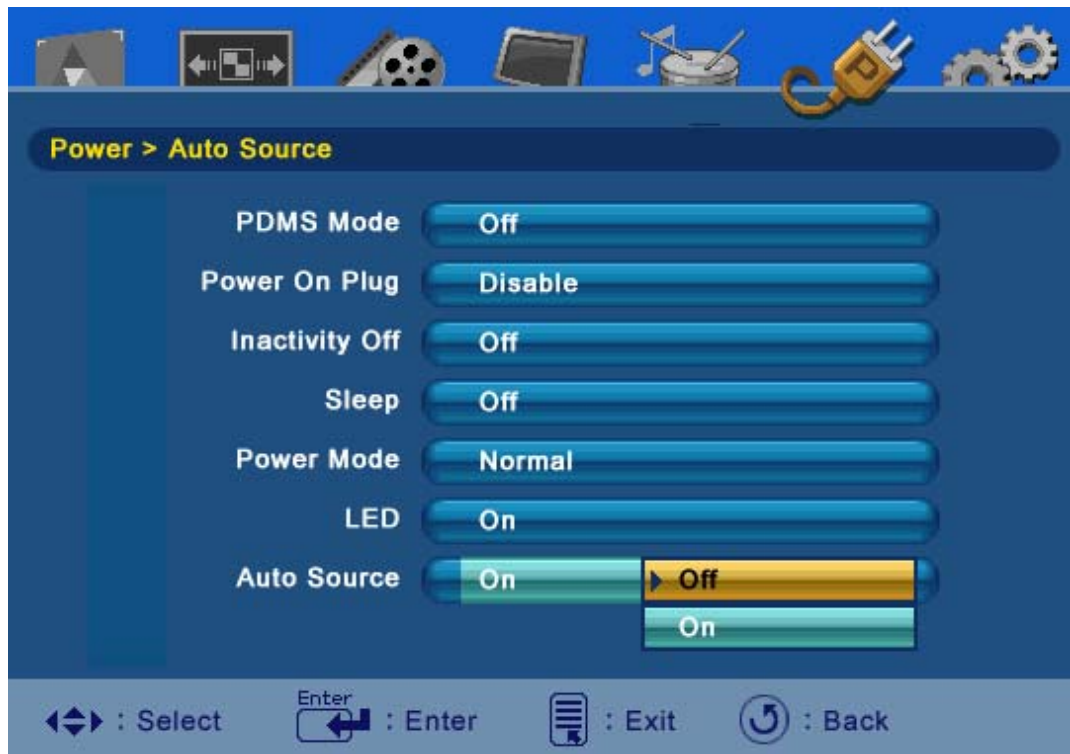 Power > Auto Source
PDMS Mode Off
Power On Plug Disable
Inactivity Off Off
Sleep Off
Power Mode Normal
LED On
Auto Source On Off
On
Enter
: Select : Enter : Exit : Back